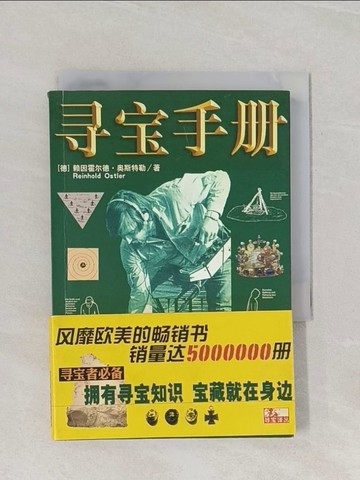 寻宝手册
[德] 赖因霍尔德·奥斯特勒/著
Reinhold Ostler
风靡欧美的畅销书
销量达5000000册
寻宝者必备
拥有寻宝知识 宝藏就在身边